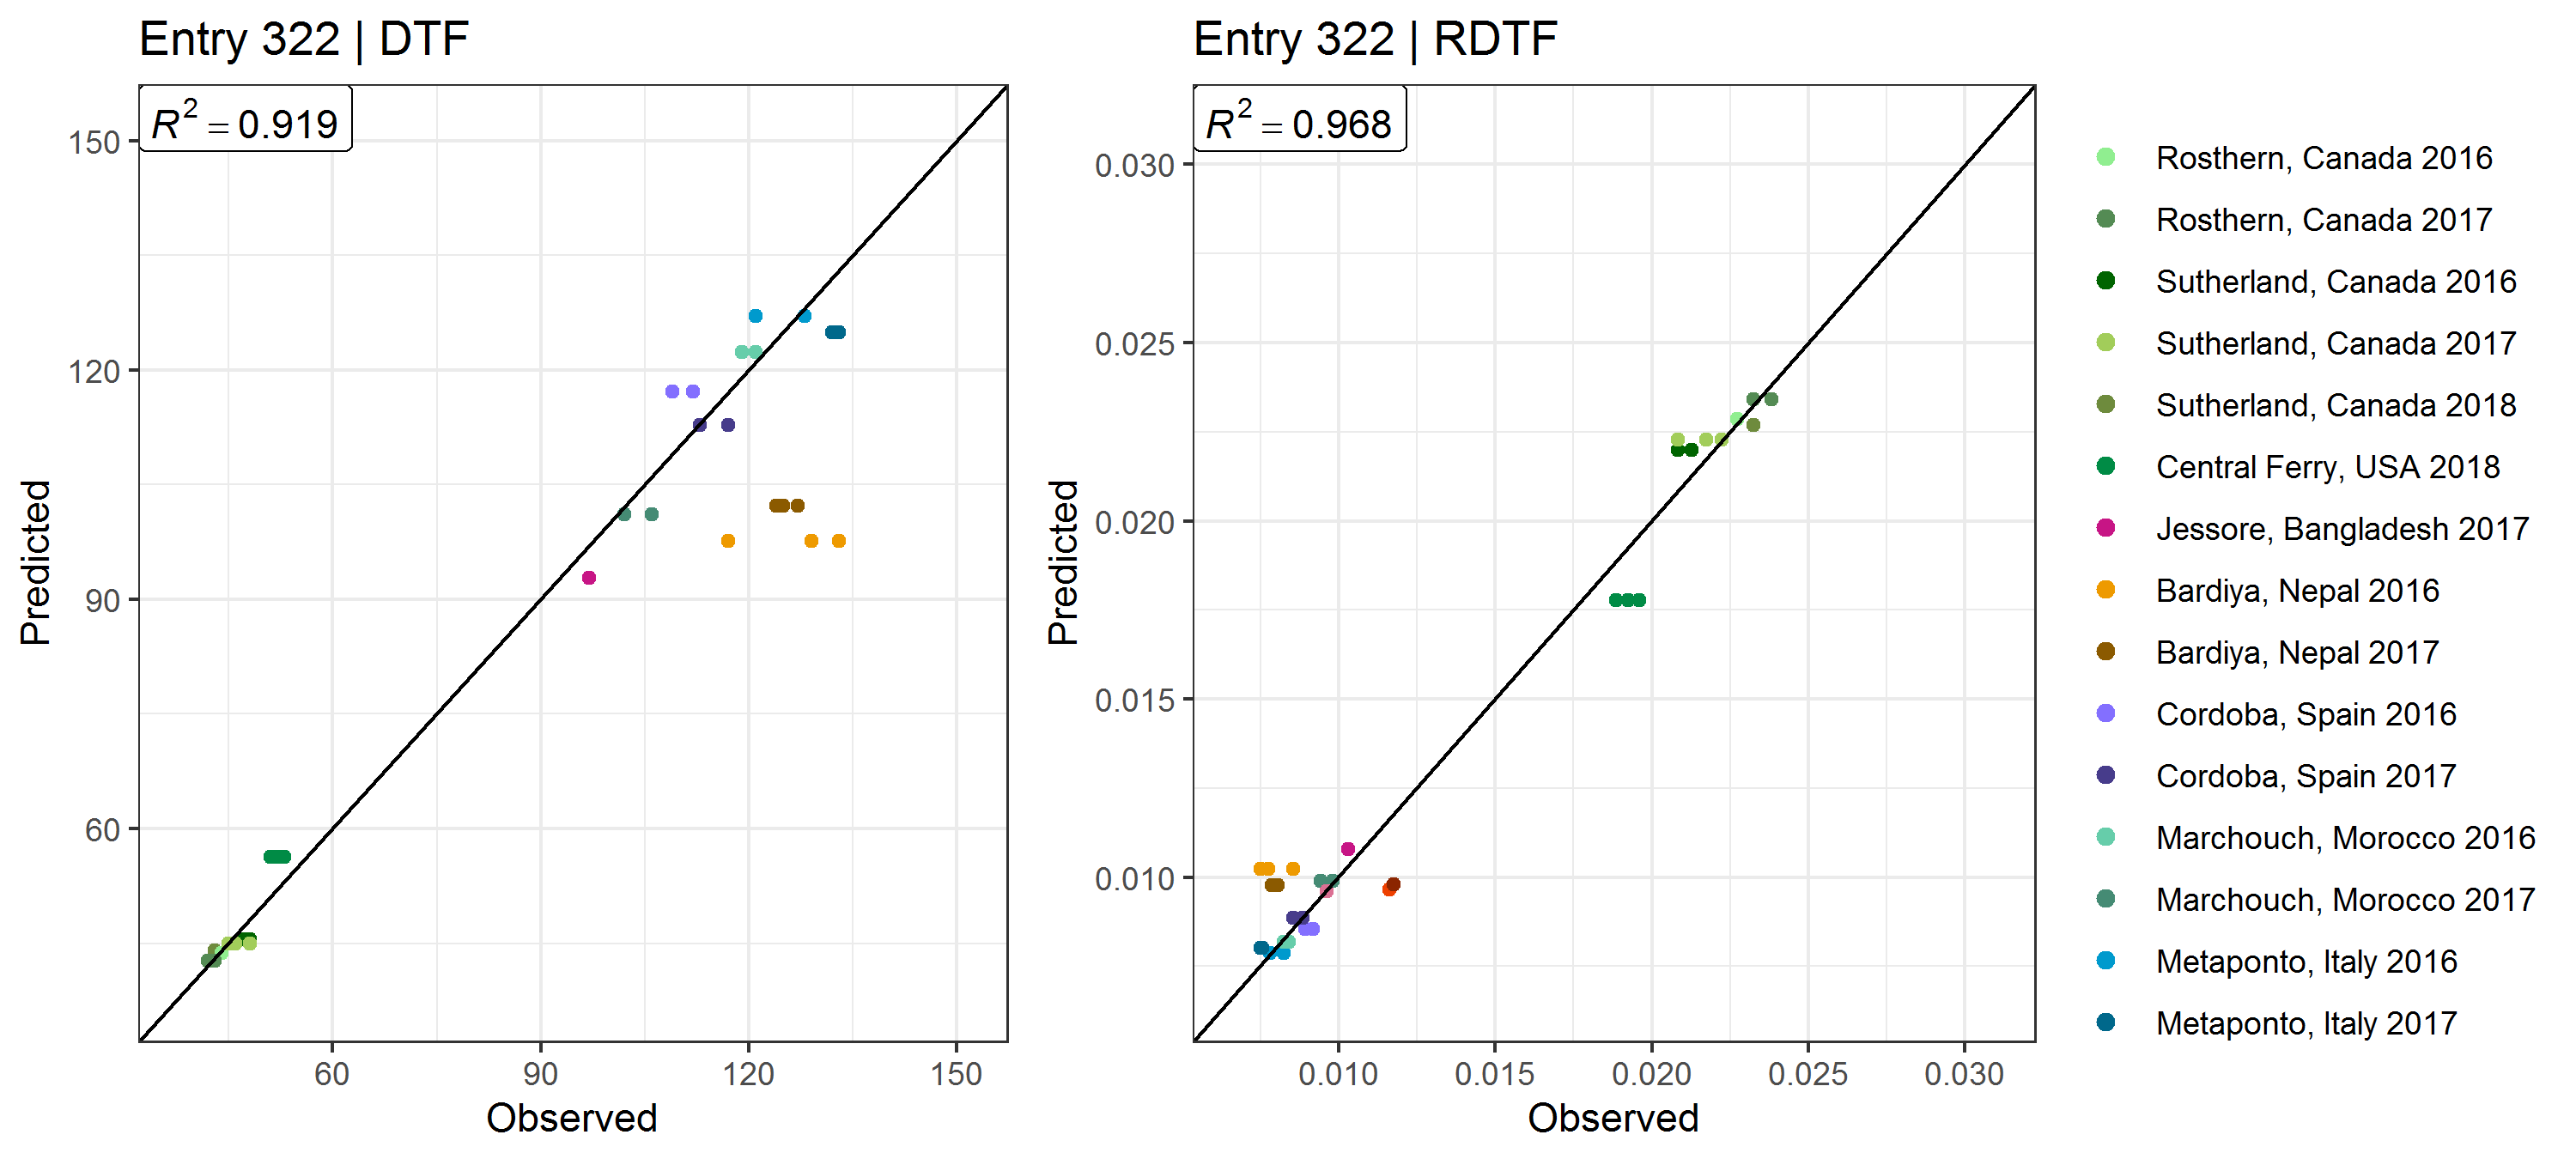 Entry 322 | DTF
R² = 0.919
150
120
90
60
60 90 120 150
Predicted
Observed
Entry 322 | RDTF
R² = 0.968
0.030
0.025
0.020
0.015
0.010
0.010 0.015 0.020 0.025 0.030
Predicted
Observed
Rosthern, Canada 2016
Rosthern, Canada 2017
Sutherland, Canada 2016
Sutherland, Canada 2017
Sutherland, Canada 2018
Central Ferry, USA 2018
Jessore, Bangladesh 2017
Bardiya, Nepal 2016
Bardiya, Nepal 2017
Cordoba, Spain 2016
Cordoba, Spain 2017
Marchouch, Morocco 2016
Marchouch, Morocco 2017
Metaponto, Italy 2016
Metaponto, Italy 2017